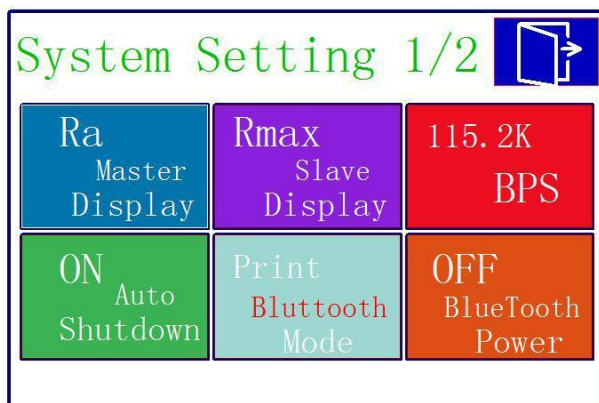 System Setting 1/2
Ra
Master
Display
Rmax
Slave
Display
115.2K
BPS
ON
Auto
Shutdown
Print
Bluttooth
Mode
OFF
BlueTooth
Power